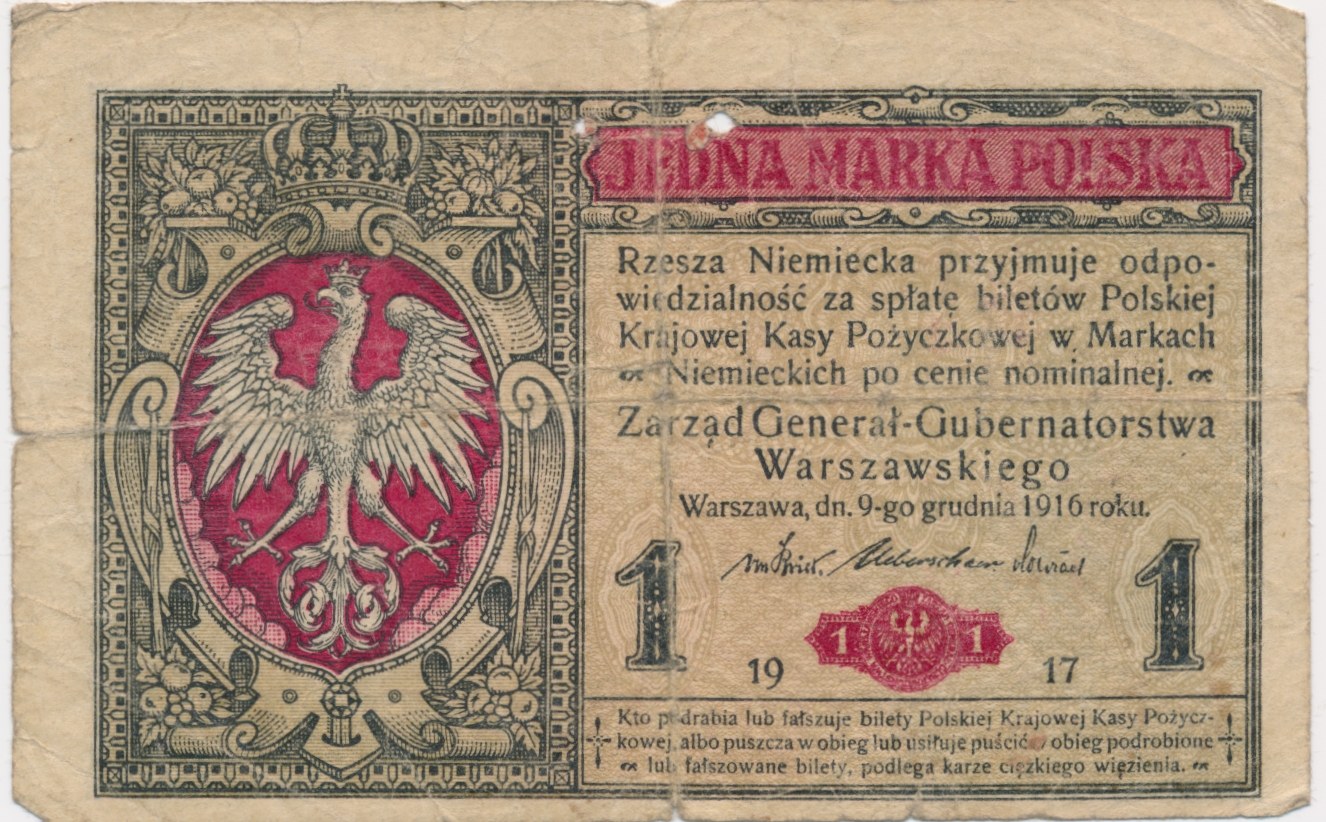 JEDNA MARKA POLSKA
Rzesza Niemiecka przyjmuje odpo-
wiedzialność za spłatę biletów Polskiej
Krajowej Kasy Pożyczkowej w Markach
Niemieckich po cenie nominalnej.
Zarząd Generał-Gubernatorstwa
Warszawskiego
Warszawa, dn. 9-go grudnia 1916 roku.
1 1
1 1
19 17
Kto podrabia lub fałszuje bilety Polskiej Krajowej Kasy Pożycz-
kowej, albo puszcza w obieg lub usiłuje puścić w obieg podrobione
lub fałszowane bilety, podlega karze ciężkiego więzienia.